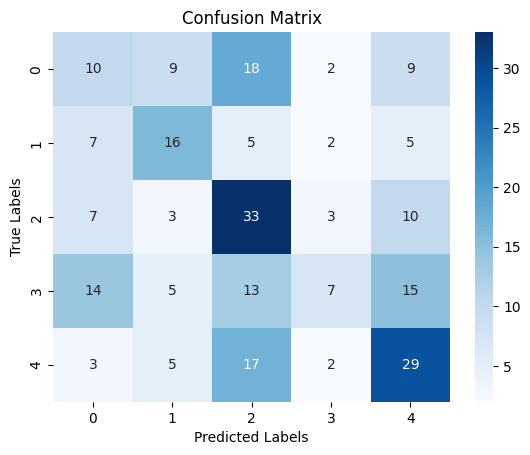 Confusion Matrix
True Labels
0 10 9 18 2 9
1 7 16 5 2 5
2 7 3 33 3 10
3 14 5 13 7 15
4 3 5 17 2 29
0 1 2 3 4
Predicted Labels
30
25
20
15
10
5